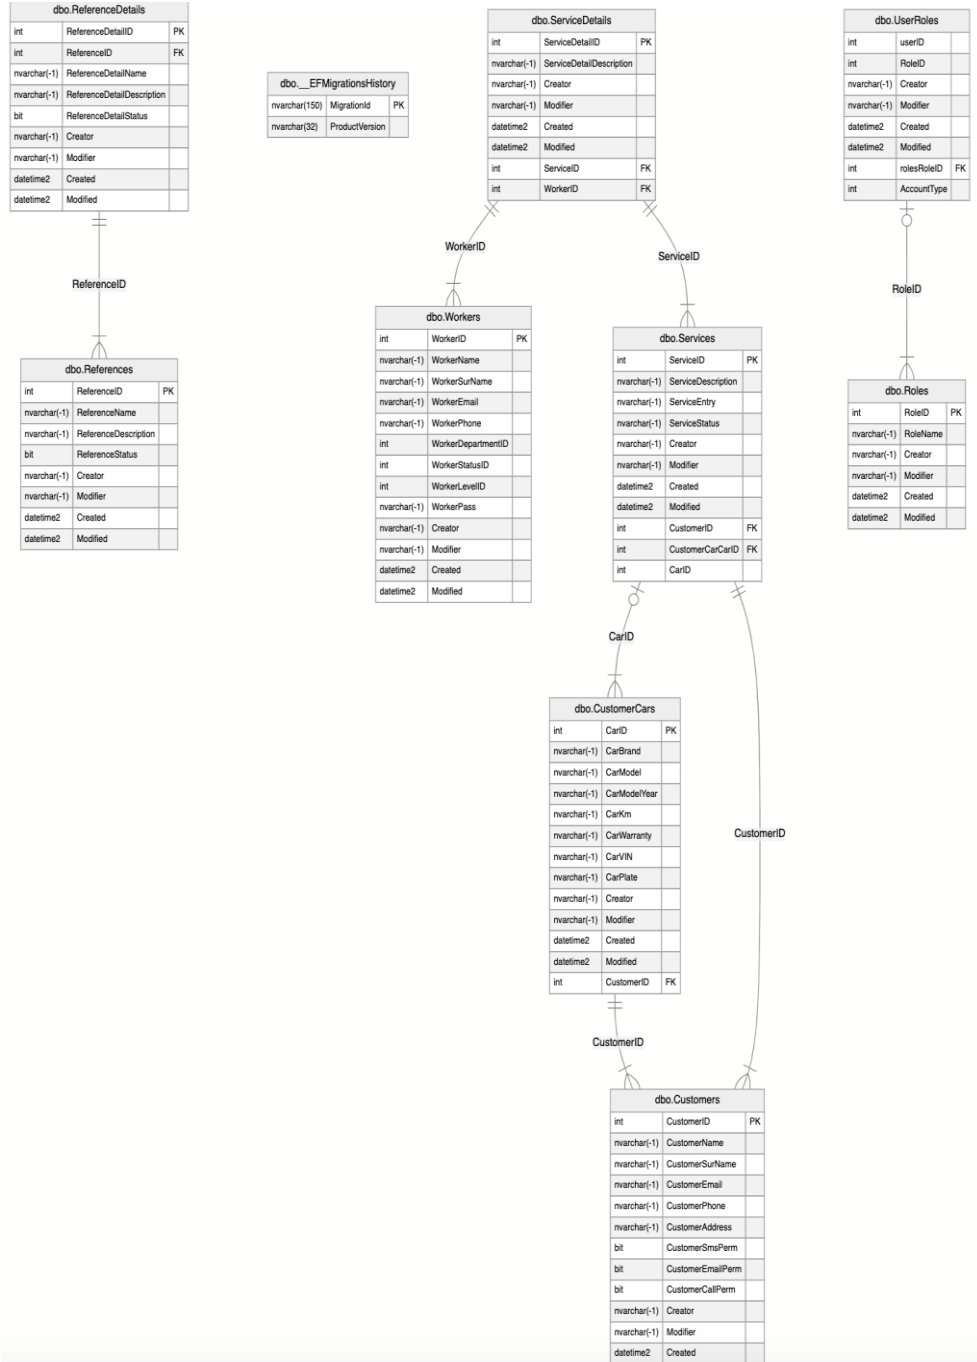 dbo.ReferenceDetails
int ReferenceDetailID PK
int ReferenceID FK
nvarchar(-1) ReferenceDetailName
nvarchar(-1) ReferenceDetailDescription
bit ReferenceDetailStatus
nvarchar(-1) Creator
nvarchar(-1) Modifier
datetime2 Created
datetime2 Modified
ReferenceID
dbo.References
int ReferenceID PK
nvarchar(-1) ReferenceName
nvarchar(-1) ReferenceDescription
bit ReferenceStatus
nvarchar(-1) Creator
nvarchar(-1) Modifier
datetime2 Created
datetime2 Modified
dbo.__EFMigrationsHistory
nvarchar(150) MigrationId PK
nvarchar(32) ProductVersion
dbo.ServiceDetails
int ServiceDetailID PK
nvarchar(-1) ServiceDetailDescription
nvarchar(-1) Creator
nvarchar(-1) Modifier
datetime2 Created
datetime2 Modified
int ServiceID FK
int WorkerID FK
WorkerID
ServiceID
dbo.Workers
int WorkerID PK
nvarchar(-1) WorkerName
nvarchar(-1) WorkerSurName
nvarchar(-1) WorkerEmail
nvarchar(-1) WorkerPhone
int WorkerDepartmentID
int WorkerStatusID
int WorkerLevelID
nvarchar(-1) WorkerPass
nvarchar(-1) Creator
nvarchar(-1) Modifier
datetime2 Created
datetime2 Modified
dbo.Services
int ServiceID PK
nvarchar(-1) ServiceDescription
nvarchar(-1) ServiceEntry
nvarchar(-1) ServiceStatus
nvarchar(-1) Creator
nvarchar(-1) Modifier
datetime2 Created
datetime2 Modified
int CustomerID FK
int CustomerCarCarID FK
int CarID
CarID
dbo.CustomerCars
int CarID PK
nvarchar(-1) CarBrand
nvarchar(-1) CarModel
nvarchar(-1) CarModelYear
nvarchar(-1) CarKm
nvarchar(-1) CarWarranty
nvarchar(-1) CarVIN
nvarchar(-1) CarPlate
nvarchar(-1) Creator
nvarchar(-1) Modifier
datetime2 Created
datetime2 Modified
int CustomerID FK
CustomerID
CustomerID
dbo.Customers
int CustomerID PK
nvarchar(-1) CustomerName
nvarchar(-1) CustomerSurName
nvarchar(-1) CustomerEmail
nvarchar(-1) CustomerPhone
nvarchar(-1) CustomerAddress
bit CustomerSmsPerm
bit CustomerEmailPerm
bit CustomerCallPerm
nvarchar(-1) Creator
nvarchar(-1) Modifier
datetime2 Created
dbo.UserRoles
int userID
int RoleID
nvarchar(-1) Creator
nvarchar(-1) Modifier
datetime2 Created
datetime2 Modified
int rolesRoleID FK
int AccountType
RoleID
dbo.Roles
int RoleID PK
nvarchar(-1) RoleName
nvarchar(-1) Creator
nvarchar(-1) Modifier
datetime2 Created
datetime2 Modified